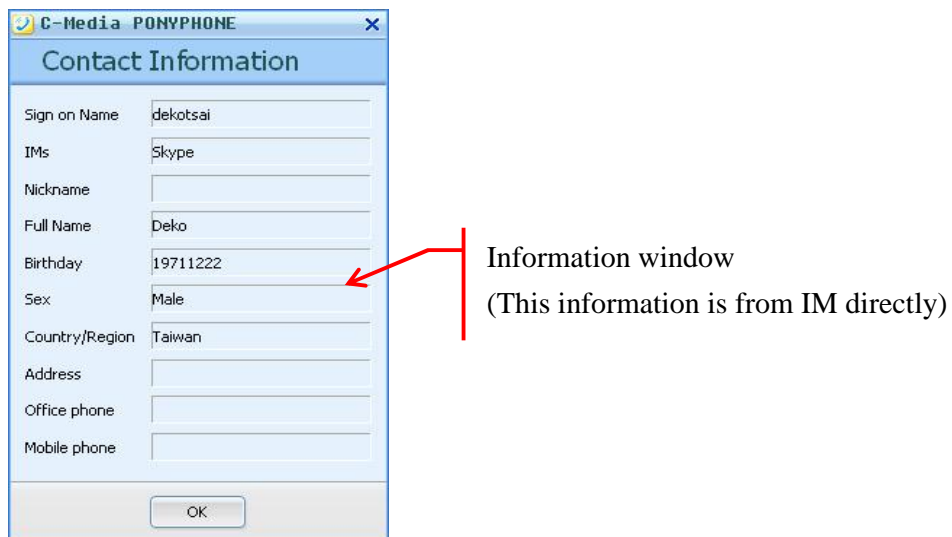 C-Media PONYPHONE
Contact Information
Sign on Name dekotsai
IMs Skype
Nickname
Full Name Deko
Birthday 19711222
Sex Male
Country/Region Taiwan
Address
Office phone
Mobile phone
OK
Information window
(This information is from IM directly)